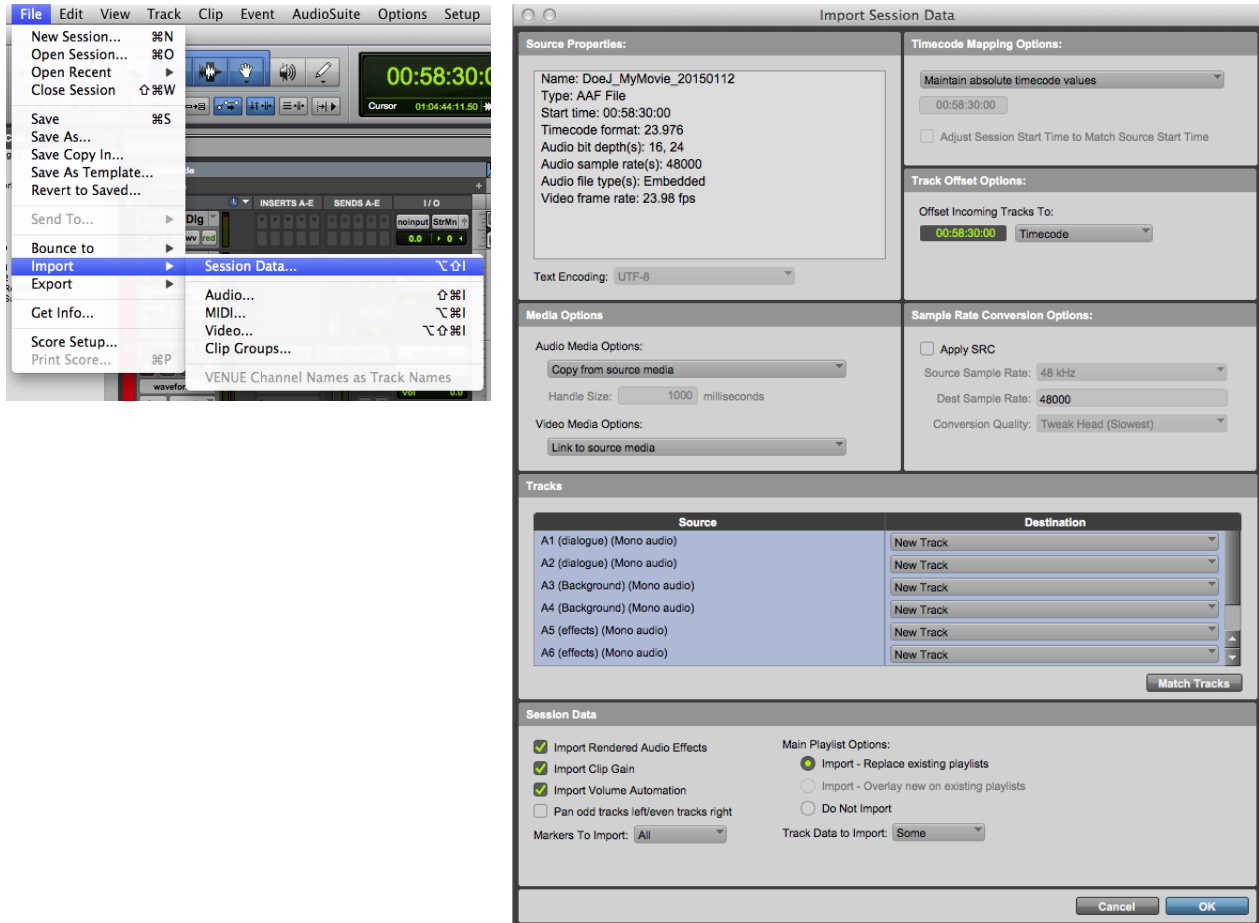 File Edit View Track Clip Event AudioSuite Options Setup
New Session... ⌘N
Open Session... ⌘O
Open Recent ▶
Close Session ⇧⌘W
Save ⌘S
Save As...
Save Copy In...
Save As Template...
Revert to Saved...
Send To... ▶
Bounce to ▶
Import ▶
Export ▶
Get Info...
Score Setup...
Print Score... ⌘P
Session Data... ⌥⇧I
Audio... ⇧⌘I
MIDI... ⌥⌘I
Video... ⌥⇧⌘I
Clip Groups...
VENUE Channel Names as Track Names
00:58:30:0
Cursor 01:04:44:11.50
INSERTS A-E SENDS A-E I / O
Dlg noinput StrMn
wv red 0.0 0
vol 0.0
Import Session Data
Source Properties:
Name: DoeJ_MyMovie_20150112
Type: AAF File
Start time: 00:58:30:00
Timecode format: 23.976
Audio bit depth(s): 16, 24
Audio sample rate(s): 48000
Audio file type(s): Embedded
Video frame rate: 23.98 fps
Text Encoding: UTF-8
Timecode Mapping Options:
Maintain absolute timecode values
00:58:30:00
Adjust Session Start Time to Match Source Start Time
Track Offset Options:
Offset Incoming Tracks To:
00:58:30:00 Timecode
Media Options
Audio Media Options:
Copy from source media
Handle Size: 1000 milliseconds
Video Media Options:
Link to source media
Sample Rate Conversion Options:
Apply SRC
Source Sample Rate: 48 kHz
Dest Sample Rate: 48000
Conversion Quality: Tweak Head (Slowest)
Tracks
Source Destination
A1 (dialogue) (Mono audio) New Track
A2 (dialogue) (Mono audio) New Track
A3 (Background) (Mono audio) New Track
A4 (Background) (Mono audio) New Track
A5 (effects) (Mono audio) New Track
A6 (effects) (Mono audio) New Track
Match Tracks
Session Data
Import Rendered Audio Effects
Import Clip Gain
Import Volume Automation
Pan odd tracks left/even tracks right
Markers To Import: All
Main Playlist Options:
Import - Replace existing playlists
Import - Overlay new on existing playlists
Do Not Import
Track Data to Import: Some
Cancel OK